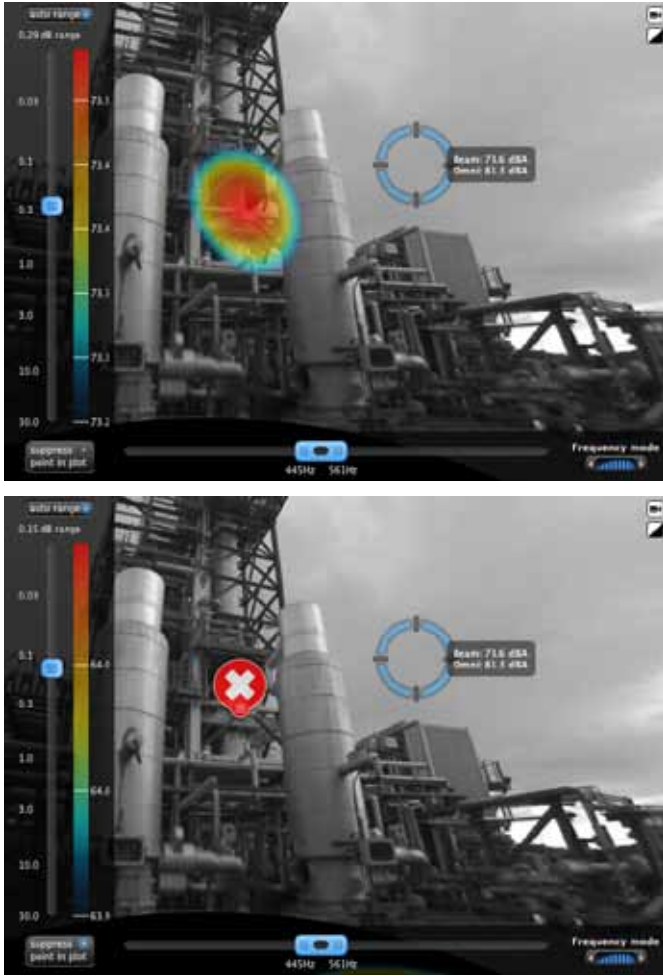 auto range
0.29 dB range
73.5
0.03
0.1
73.4
0.3
73.4
1.0
73.3
3.0
73.3
10.0
30.0
73.2
Beam: 73.6 dBA
Omni: 81.3 dBA
suppress
point in plot
445Hz 561Hz
Frequency mode
auto range
0.15 dB range
0.03
0.1
64.0
0.3
1.0
64.0
3.0
10.0
30.0
63.9
Beam: 73.6 dBA
Omni: 81.3 dBA
suppress
point in plot
445Hz 561Hz
Frequency mode